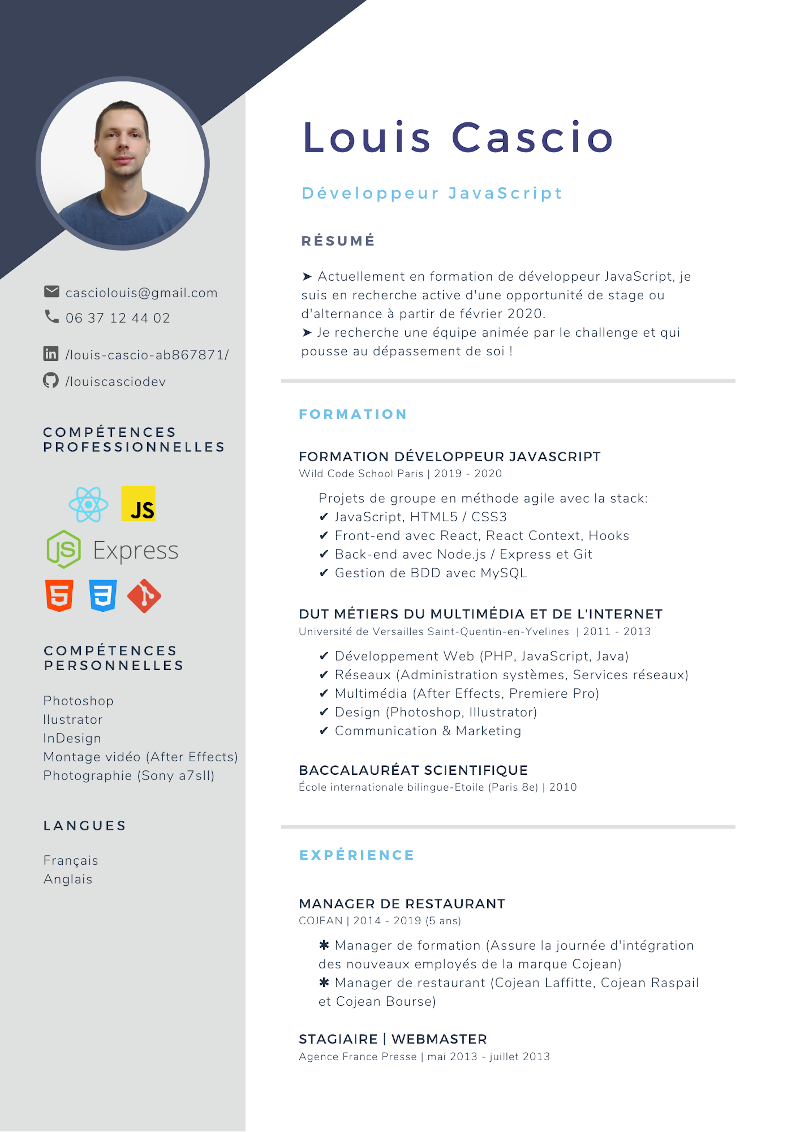 Louis Cascio
Développeur JavaScript
RÉSUMÉ
➤ Actuellement en formation de développeur JavaScript, je
suis en recherche active d'une opportunité de stage ou
d'alternance à partir de février 2020.
➤ Je recherche une équipe animée par le challenge et qui
pousse au dépassement de soi !
casciolouis@gmail.com
06 37 12 44 02
/louis-cascio-ab867871/
/louiscasciodev
COMPÉTENCES
PROFESSIONNELLES
JS
JS Express
5 3
COMPÉTENCES
PERSONNELLES
Photoshop
Ilustrator
InDesign
Montage vidéo (After Effects)
Photographie (Sony a7sII)
LANGUES
Français
Anglais
FORMATION
FORMATION DÉVELOPPEUR JAVASCRIPT
Wild Code School Paris | 2019 - 2020
Projets de groupe en méthode agile avec la stack:
✔ JavaScript, HTML5 / CSS3
✔ Front-end avec React, React Context, Hooks
✔ Back-end avec Node.js / Express et Git
✔ Gestion de BDD avec MySQL
DUT MÉTIERS DU MULTIMÉDIA ET DE L'INTERNET
Université de Versailles Saint-Quentin-en-Yvelines | 2011 - 2013
✔ Développement Web (PHP, JavaScript, Java)
✔ Réseaux (Administration systèmes, Services réseaux)
✔ Multimédia (After Effects, Premiere Pro)
✔ Design (Photoshop, Illustrator)
✔ Communication & Marketing
BACCALAURÉAT SCIENTIFIQUE
École internationale bilingue-Etoile (Paris 8e) | 2010
EXPÉRIENCE
MANAGER DE RESTAURANT
COJEAN | 2014 - 2019 (5 ans)
✱ Manager de formation (Assure la journée d'intégration
des nouveaux employés de la marque Cojean)
✱ Manager de restaurant (Cojean Laffitte, Cojean Raspail
et Cojean Bourse)
STAGIAIRE | WEBMASTER
Agence France Presse | mai 2013 - juillet 2013